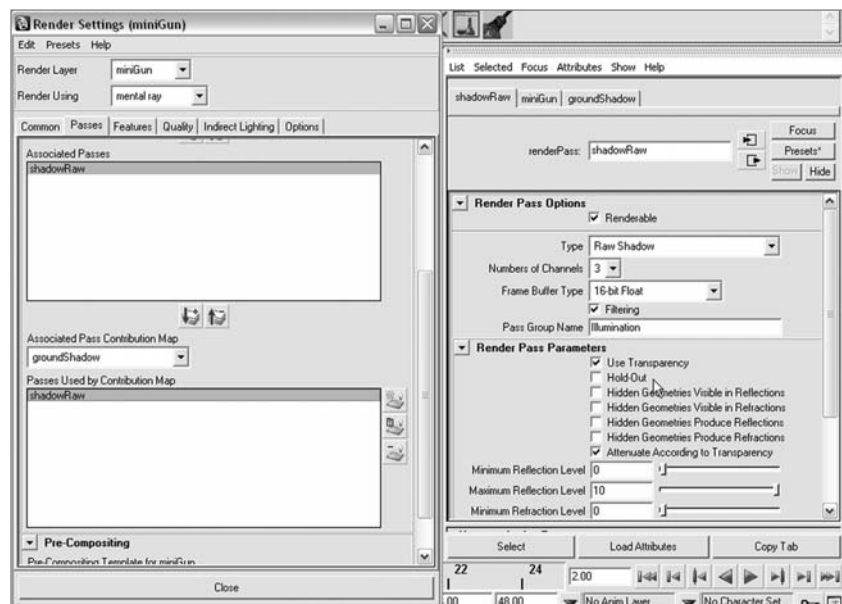 Render Settings (miniGun)
Edit Presets Help
Render Layer miniGun
Render Using mental ray
Common Passes Features Quality Indirect Lighting Options
Associated Passes
shadowRaw
Associated Pass Contribution Map
groundShadow
Passes Used by Contribution Map
shadowRaw
Pre-Compositing
Pre-Compositing Template for miniGun
Close
List Selected Focus Attributes Show Help
shadowRaw miniGun groundShadow
renderPass: shadowRaw
Focus
Presets*
Show Hide
Render Pass Options
Renderable
Type Raw Shadow
Numbers of Channels 3
Frame Buffer Type 16-bit Float
Filtering
Pass Group Name Illumination
Render Pass Parameters
Use Transparency
Hold-Out
Hidden Geometries Visible in Reflections
Hidden Geometries Visible in Refractions
Hidden Geometries Produce Reflections
Hidden Geometries Produce Refractions
Attenuate According to Transparency
Minimum Reflection Level 0
Maximum Reflection Level 10
Minimum Refraction Level 0
Select Load Attributes Copy Tab
22 24 2.00
.00 48.00 No Anim Layer No Character Set